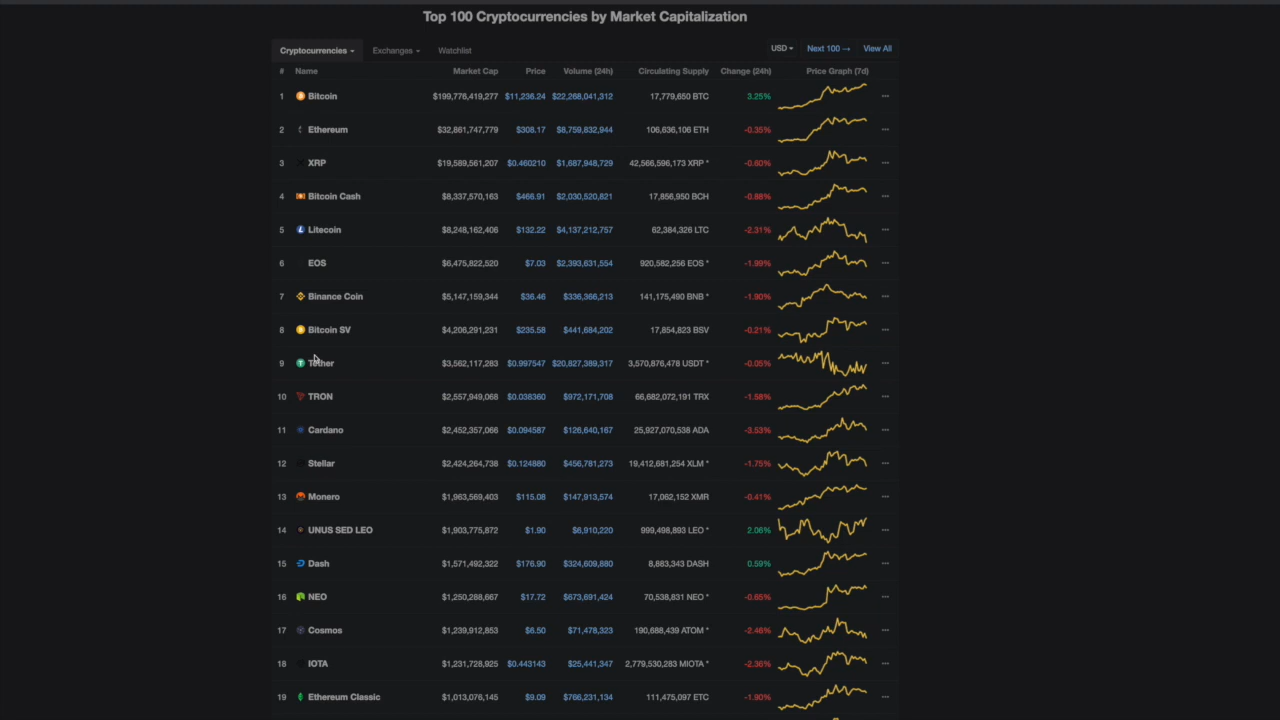 Top 100 Cryptocurrencies by Market Capitalization
Cryptocurrencies Exchanges Watchlist USD Next 100 → View All
# Name Market Cap Price Volume (24h) Circulating Supply Change (24h) Price Graph (7d)
1 Bitcoin $199,776,419,277 $11,236.24 $22,268,041,312 17,779,650 BTC 3.25%
2 Ethereum $32,861,747,779 $308.17 $8,759,832,944 106,636,106 ETH -0.35%
3 XRP $19,589,561,207 $0.460210 $1,687,948,729 42,566,596,173 XRP * -0.60%
4 Bitcoin Cash $8,337,570,163 $466.91 $2,030,520,821 17,856,950 BCH -0.88%
5 Litecoin $8,248,162,406 $132.22 $4,137,212,757 62,384,326 LTC -2.31%
6 EOS $6,475,822,520 $7.03 $2,393,631,554 920,582,256 EOS * -1.99%
7 Binance Coin $5,147,159,344 $36.46 $336,366,213 141,175,490 BNB * -1.90%
8 Bitcoin SV $4,206,291,231 $235.58 $441,684,202 17,854,823 BSV -0.21%
9 Tether $3,562,117,283 $0.997547 $20,827,389,317 3,570,876,478 USDT * -0.05%
10 TRON $2,557,949,068 $0.038360 $972,171,708 66,682,072,191 TRX -1.58%
11 Cardano $2,452,357,066 $0.094587 $126,640,167 25,927,070,538 ADA -3.53%
12 Stellar $2,424,264,738 $0.124880 $456,781,273 19,412,681,254 XLM * -1.75%
13 Monero $1,963,569,403 $115.08 $147,913,574 17,062,152 XMR -0.41%
14 UNUS SED LEO $1,903,775,872 $1.90 $6,910,220 999,498,893 LEO * 2.06%
15 Dash $1,571,492,322 $176.90 $324,609,880 8,883,343 DASH 0.59%
16 NEO $1,250,268,667 $17.72 $673,691,424 70,538,831 NEO * -0.65%
17 Cosmos $1,239,912,853 $6.50 $71,478,323 190,688,439 ATOM * -2.46%
18 IOTA $1,231,728,925 $0.443143 $25,441,347 2,779,530,283 MIOTA * -2.36%
19 Ethereum Classic $1,013,076,145 $9.09 $766,231,134 111,475,097 ETC -1.90%